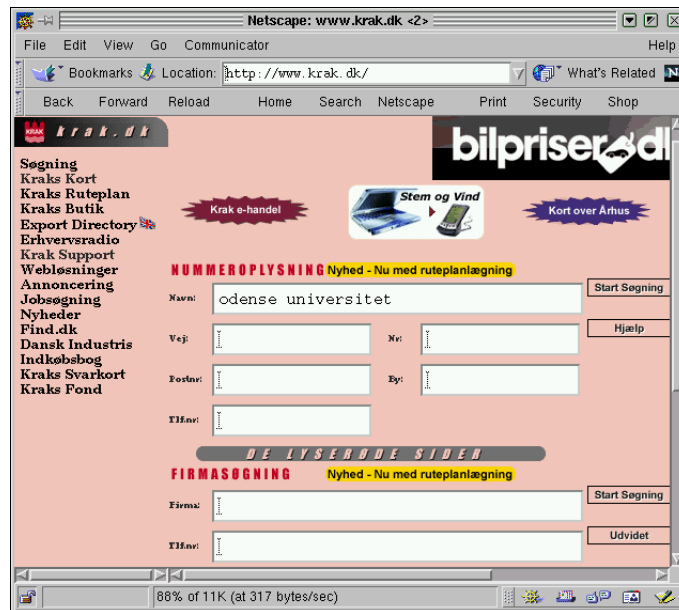 Netscape: www.krak.dk <2>
File Edit View Go Communicator Help
Bookmarks Location: http://www.krak.dk/ What's Related N
Back Forward Reload Home Search Netscape Print Security Shop
KRAK krak.dk
bilpriser.dk
Søgning
Kraks Kort
Kraks Ruteplan
Kraks Butik
Export Directory
Erhvervsradio
Krak Support
Webløsninger
Annoncering
Jobsøgning
Nyheder
Find.dk
Dansk Industris
Indkøbsbog
Kraks Svarkort
Kraks Fond
Krak e-handel
Stem og Vind
Kort over Århus
NUMMEROPLYSNING Nyhed - Nu med ruteplanlægning
Navn: odense universitet Start Søgning
Vej: Nr: Hjælp
Postnr: By:
Tlf.nr:
DE LYSERØDE SIDER
FIRMASØGNING Nyhed - Nu med ruteplanlægning
Firma: Start Søgning
Tlf.nr: Udvidet
88% of 11K (at 317 bytes/sec)